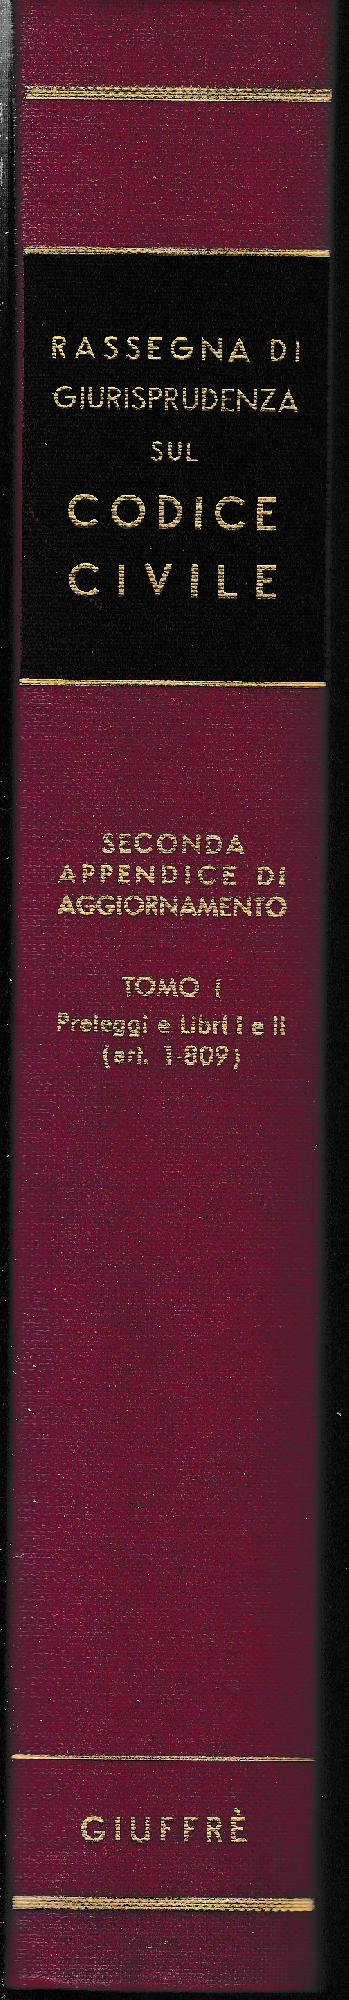 RASSEGNA DI
GIURISPRUDENZA
SUL
CODICE
CIVILE
SECONDA
APPENDICE DI
AGGIORNAMENTO
TOMO I
Preleggi e Libri I e II
(art. 1-809)
GIUFFRÈ